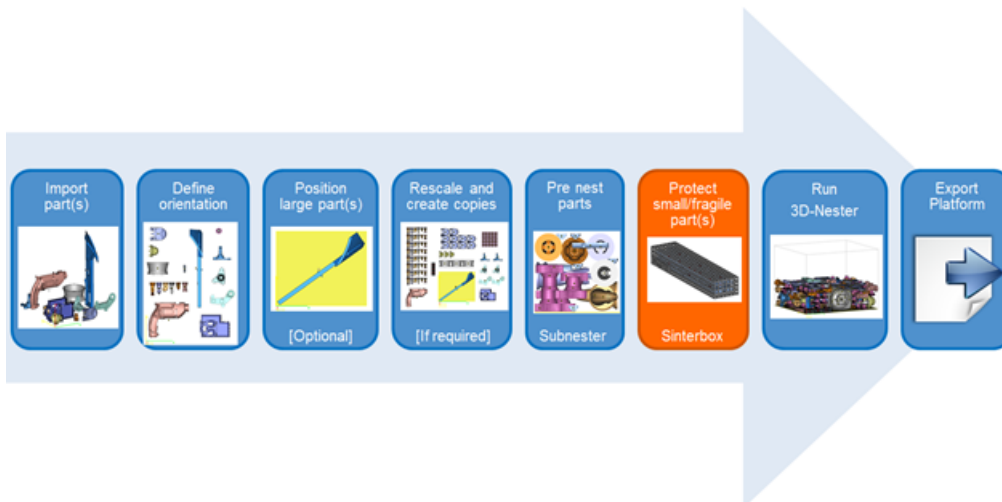 Import
part(s)
Define
orientation
Position
large part(s)
[Optional]
Rescale and
create copies
[If required]
Pre nest
parts
Subnester
Protect
small/fragile
part(s)
Sinterbox
Run
3D-Nester
Export
Platform